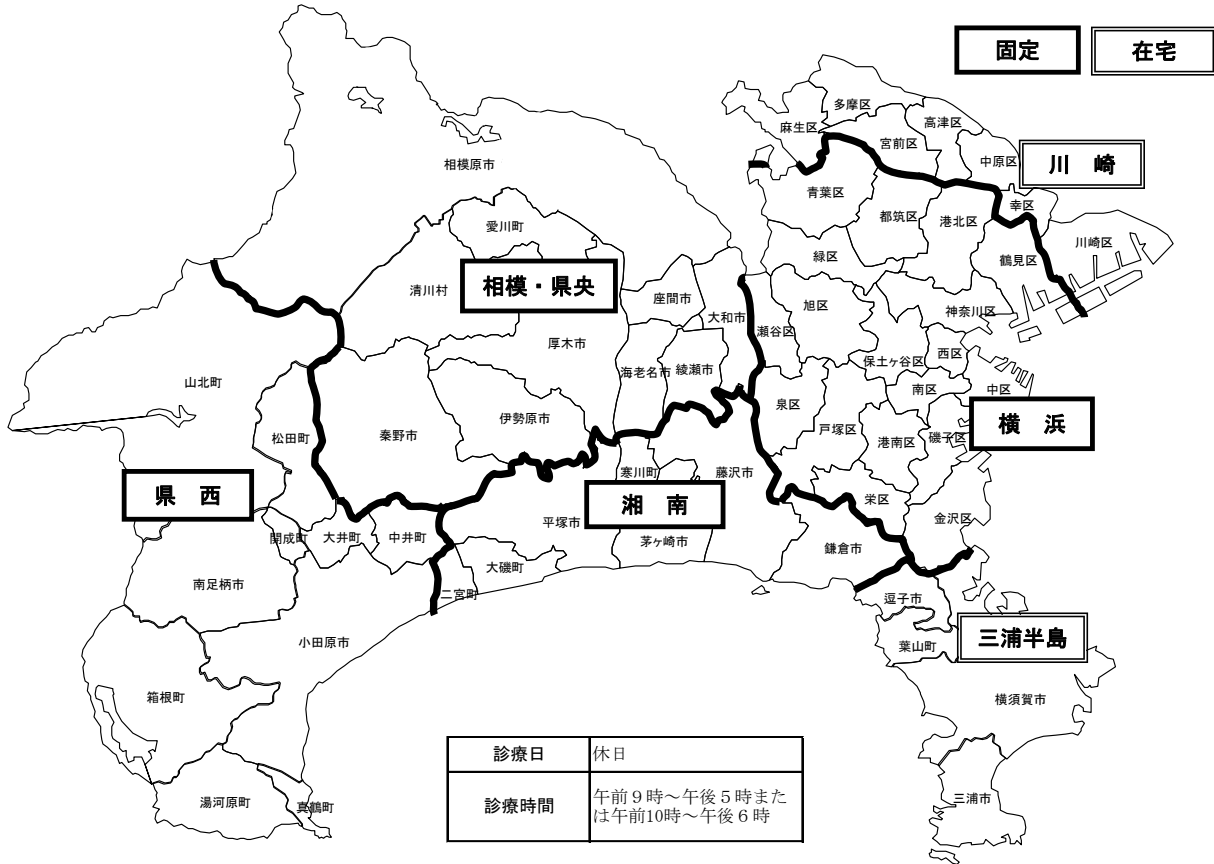 固定
在宅
多摩区
高津区
麻生区
宮前区
中原区
川　崎
相模原市
青葉区
幸区
都筑区
港北区
川崎区
愛川町
緑区
鶴見区
清川村
相模・県央
座間市
旭区
大和市
瀬谷区
神奈川区
厚木市
保土ヶ谷区
西区
海老名市
綾瀬市
山北町
南区
中区
泉区
伊勢原市
横　浜
松田町
秦野市
戸塚区
港南区
磯子区
寒川町
藤沢市
県　西
湘　南
栄区
金沢区
平塚市
開成町
大井町
中井町
茅ヶ崎市
鎌倉市
大磯町
南足柄市
二宮町
逗子市
三浦半島
小田原市
葉山町
箱根町
横須賀市
診療日
休日
診療時間
午前９時～午後５時また
は午前10時～午後６時
湯河原町
真鶴町
三浦市